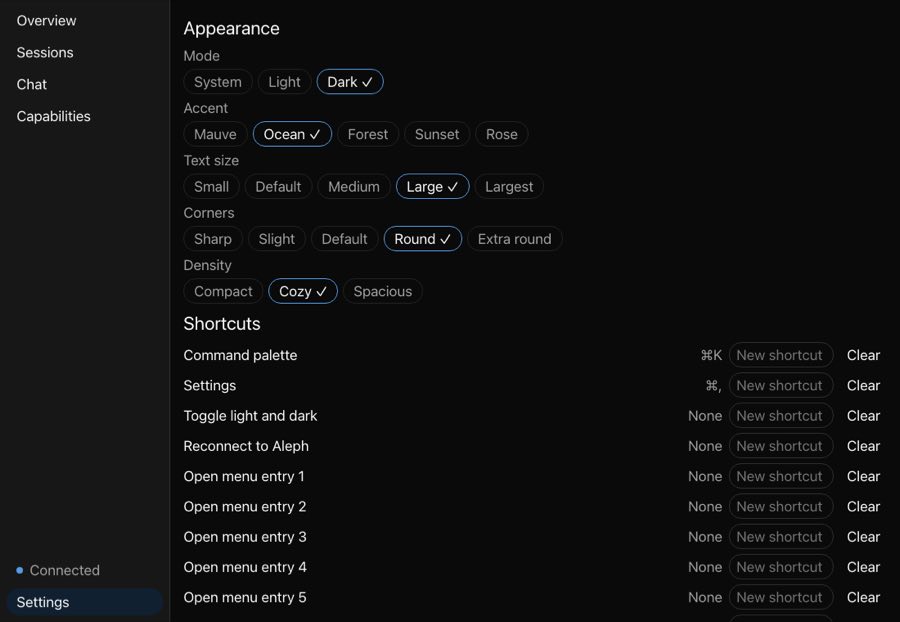 Overview
Sessions
Chat
Capabilities
Connected
Settings
Appearance
Mode
System Light Dark ✓
Accent
Mauve Ocean ✓ Forest Sunset Rose
Text size
Small Default Medium Large ✓ Largest
Corners
Sharp Slight Default Round ✓ Extra round
Density
Compact Cozy ✓ Spacious
Shortcuts
Command palette ⌘K New shortcut Clear
Settings ⌘, New shortcut Clear
Toggle light and dark None New shortcut Clear
Reconnect to Aleph None New shortcut Clear
Open menu entry 1 None New shortcut Clear
Open menu entry 2 None New shortcut Clear
Open menu entry 3 None New shortcut Clear
Open menu entry 4 None New shortcut Clear
Open menu entry 5 None New shortcut Clear